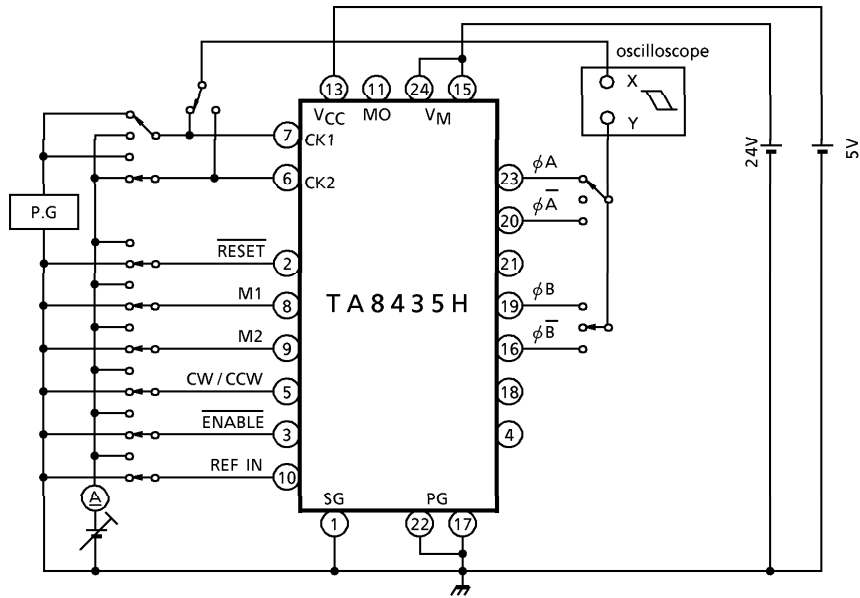 oscilloscope
X
Y
13
11
24
15
VCC
MO
VM
7
CK1
6
CK2
P.G
24V
5V
23
φA
20
φA̅
R̅E̅S̅E̅T̅
2
21
M1
8
TA8435H
19
φB
M2
9
16
φB̅
CW / CCW
5
18
E̅N̅A̅B̅L̅E̅
3
4
REF IN
10
A
SG
PG
1
22
17